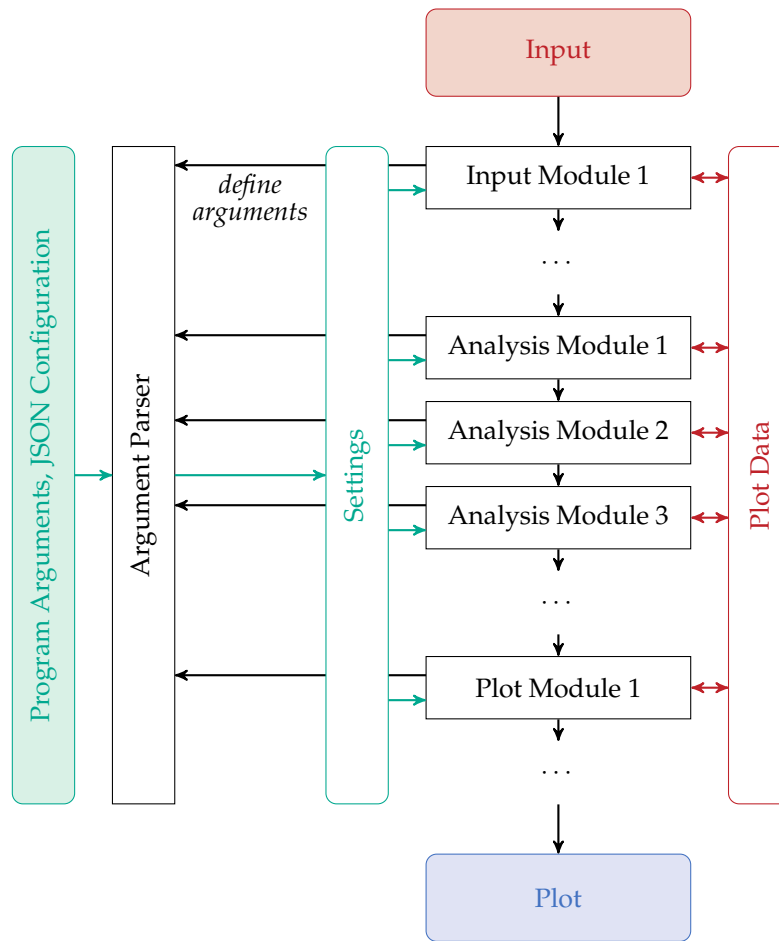 Input
Input Module 1
define
arguments
. . .
Analysis Module 1
Analysis Module 2
Analysis Module 3
. . .
Plot Module 1
. . .
Plot
Program Arguments, JSON Configuration
Argument Parser
Settings
Plot Data